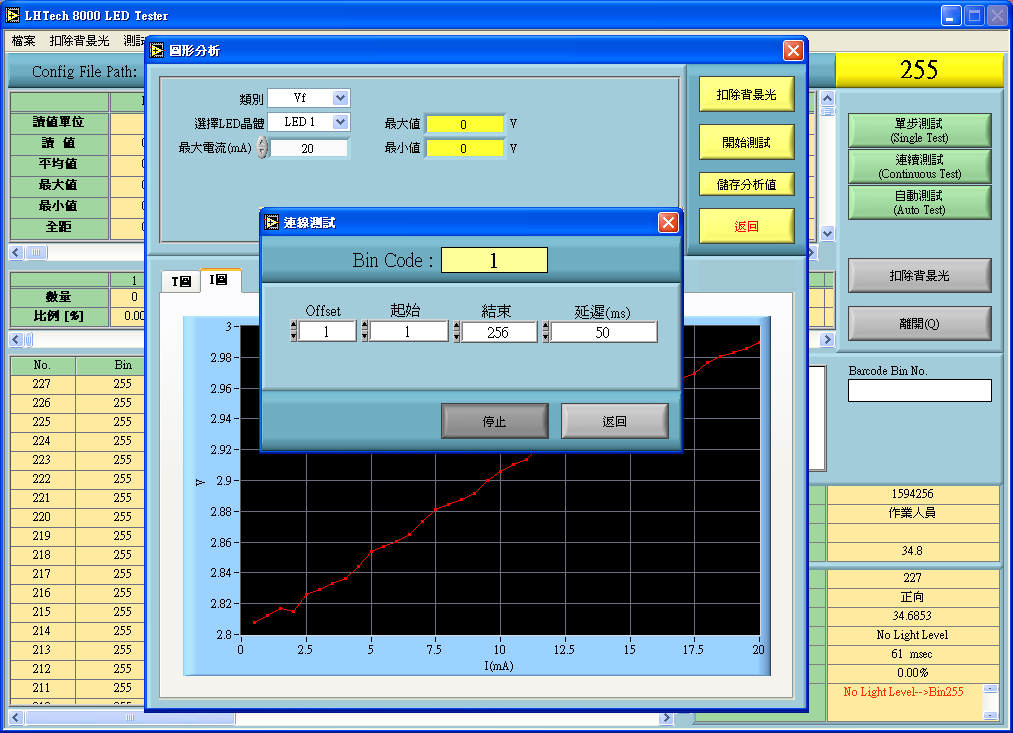 LHTech 8000 LED Tester
檔案 扣除背景光 測試
Config File Path:
255
讀值單位
讀 值
平均值
最大值
最小值
全距
1
數量 0
比例 [%] 0.00
No. Bin
227 255
226 255
225 255
224 255
223 255
222 255
221 255
220 255
219 255
218 255
217 255
216 255
215 255
214 255
213 255
212 255
211 255
圖形分析
類別 Vf
選擇LED晶體 LED 1
最大電流(mA) 20
最大值 0 V
最小值 0 V
扣除背景光
開始測試
儲存分析值
返回
T圖 I圖
3
2.98
2.96
2.94
2.92
2.9
2.88
2.86
2.84
2.82
2.8
V
0 2.5 5 7.5 10 12.5 15 17.5 20
I(mA)
連線測試
Bin Code : 1
Offset 起始 結束 延遲(ms)
1 1 256 50
停止 返回
單步測試
(Single Test)
連續測試
(Continuous Test)
自動測試
(Auto Test)
扣除背景光
離開(Q)
Barcode Bin No.
1594256
作業人員
34.8
227
正向
34.6853
No Light Level
61 msec
0.00%
No Light Level-->Bin255